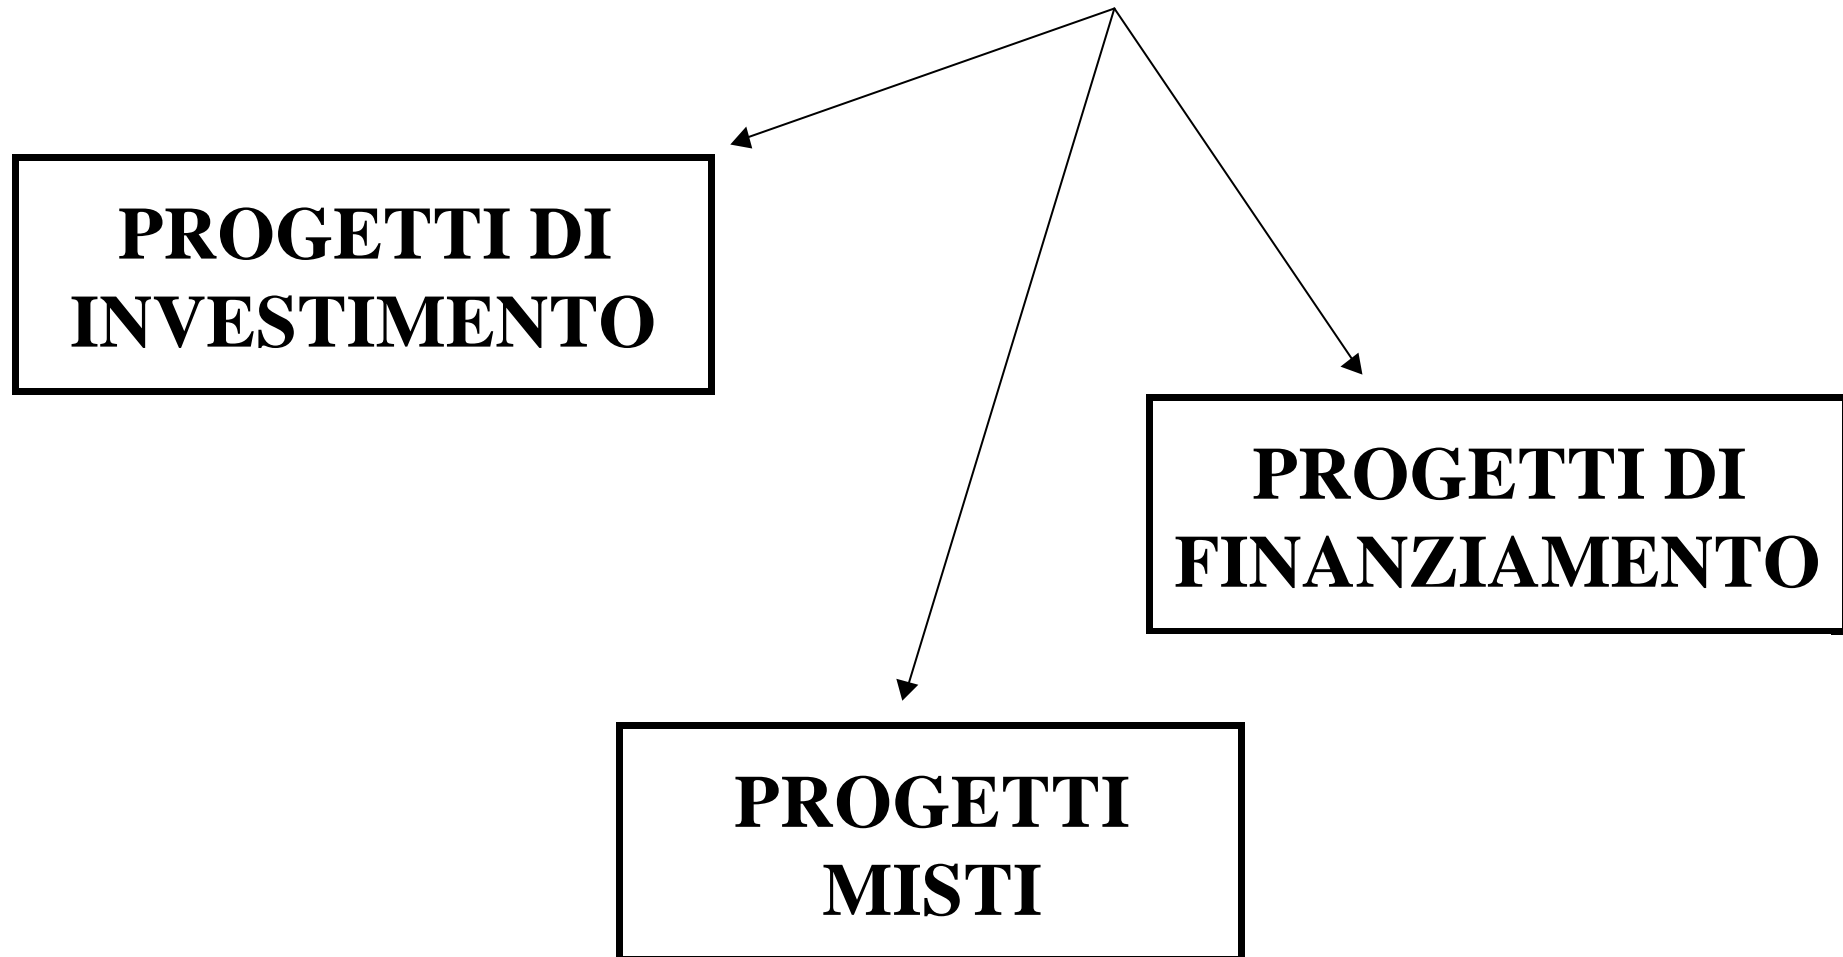 PROGETTI DI
INVESTIMENTO
PROGETTI DI
FINANZIAMENTO
PROGETTI
MISTI